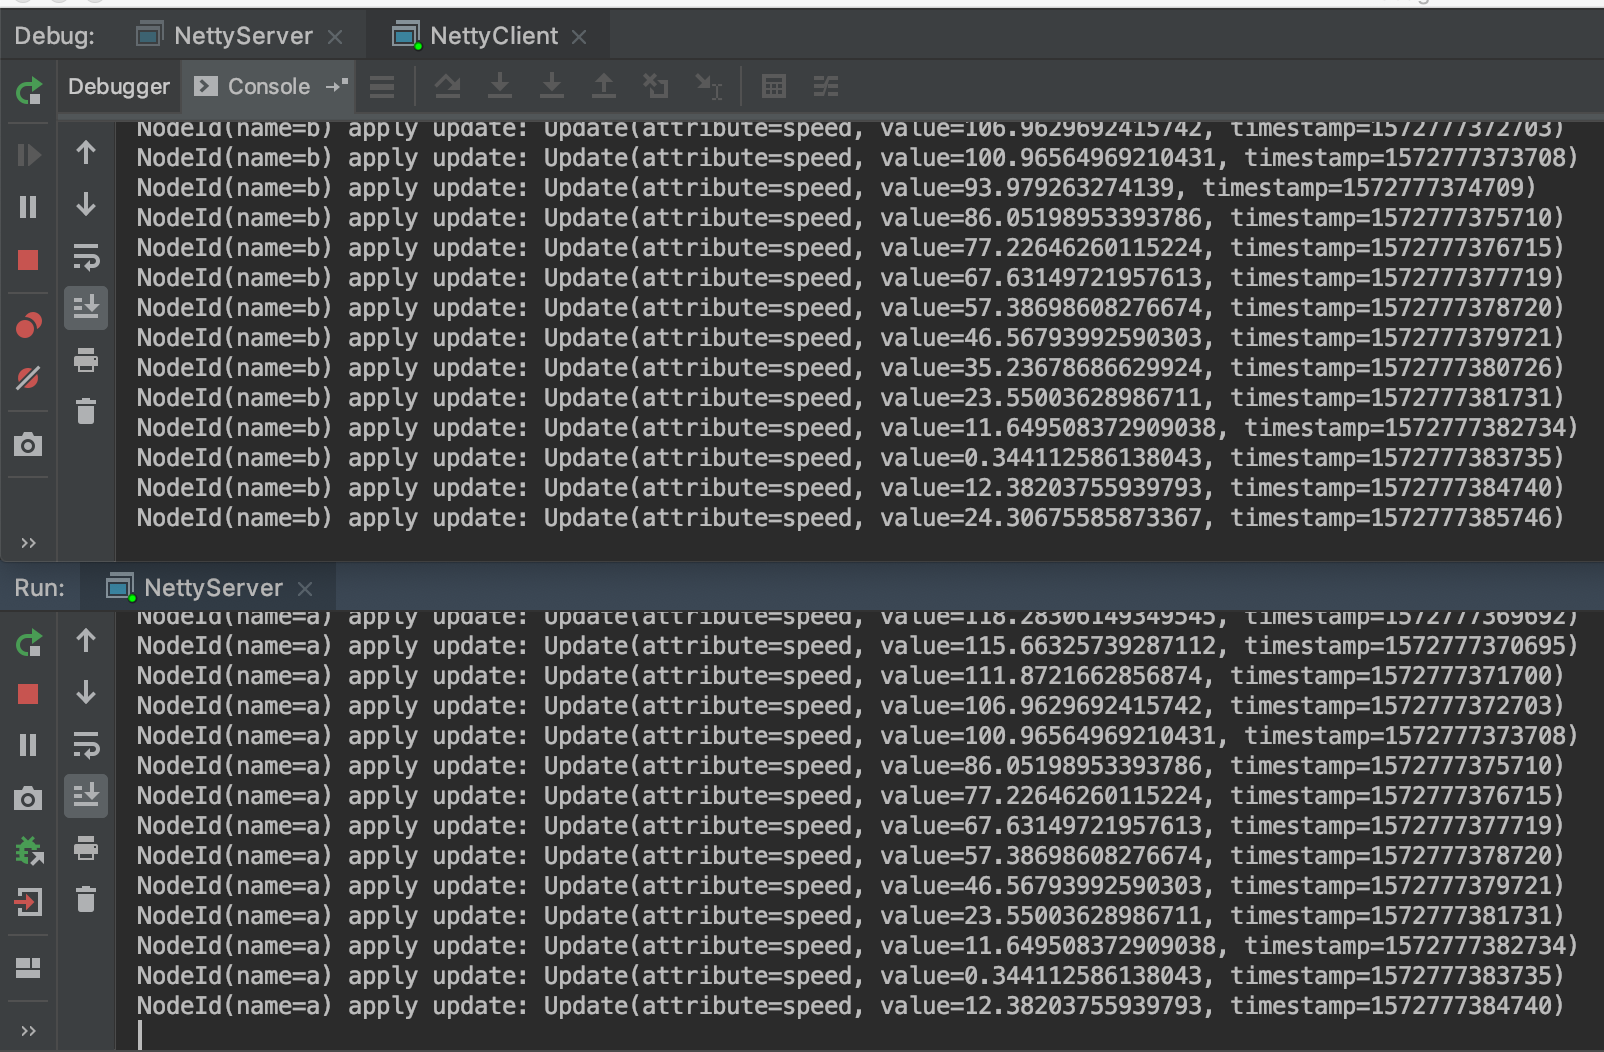 Debug: NettyServer NettyClient
Debugger Console
NodeId(name=b) apply update: Update(attribute=speed, value=106.9629692415742, timestamp=1572777372703)
NodeId(name=b) apply update: Update(attribute=speed, value=100.96564969210431, timestamp=1572777373708)
NodeId(name=b) apply update: Update(attribute=speed, value=93.979263274139, timestamp=1572777374709)
NodeId(name=b) apply update: Update(attribute=speed, value=86.05198953393786, timestamp=1572777375710)
NodeId(name=b) apply update: Update(attribute=speed, value=77.22646260115224, timestamp=1572777376715)
NodeId(name=b) apply update: Update(attribute=speed, value=67.63149721957613, timestamp=1572777377719)
NodeId(name=b) apply update: Update(attribute=speed, value=57.38698608276674, timestamp=1572777378720)
NodeId(name=b) apply update: Update(attribute=speed, value=46.56793992590303, timestamp=1572777379721)
NodeId(name=b) apply update: Update(attribute=speed, value=35.23678686629924, timestamp=1572777380726)
NodeId(name=b) apply update: Update(attribute=speed, value=23.55003628986711, timestamp=1572777381731)
NodeId(name=b) apply update: Update(attribute=speed, value=11.649508372909038, timestamp=1572777382734)
NodeId(name=b) apply update: Update(attribute=speed, value=0.344112586138043, timestamp=1572777383735)
NodeId(name=b) apply update: Update(attribute=speed, value=12.38203755939793, timestamp=1572777384740)
NodeId(name=b) apply update: Update(attribute=speed, value=24.30675585873367, timestamp=1572777385746)
Run: NettyServer
NodeId(name=a) apply update: Update(attribute=speed, value=118.28306149349545, timestamp=1572777369692)
NodeId(name=a) apply update: Update(attribute=speed, value=115.66325739287112, timestamp=1572777370695)
NodeId(name=a) apply update: Update(attribute=speed, value=111.8721662856874, timestamp=1572777371700)
NodeId(name=a) apply update: Update(attribute=speed, value=106.9629692415742, timestamp=1572777372703)
NodeId(name=a) apply update: Update(attribute=speed, value=100.96564969210431, timestamp=1572777373708)
NodeId(name=a) apply update: Update(attribute=speed, value=86.05198953393786, timestamp=1572777375710)
NodeId(name=a) apply update: Update(attribute=speed, value=77.22646260115224, timestamp=1572777376715)
NodeId(name=a) apply update: Update(attribute=speed, value=67.63149721957613, timestamp=1572777377719)
NodeId(name=a) apply update: Update(attribute=speed, value=57.38698608276674, timestamp=1572777378720)
NodeId(name=a) apply update: Update(attribute=speed, value=46.56793992590303, timestamp=1572777379721)
NodeId(name=a) apply update: Update(attribute=speed, value=23.55003628986711, timestamp=1572777381731)
NodeId(name=a) apply update: Update(attribute=speed, value=11.649508372909038, timestamp=1572777382734)
NodeId(name=a) apply update: Update(attribute=speed, value=0.344112586138043, timestamp=1572777383735)
NodeId(name=a) apply update: Update(attribute=speed, value=12.38203755939793, timestamp=1572777384740)